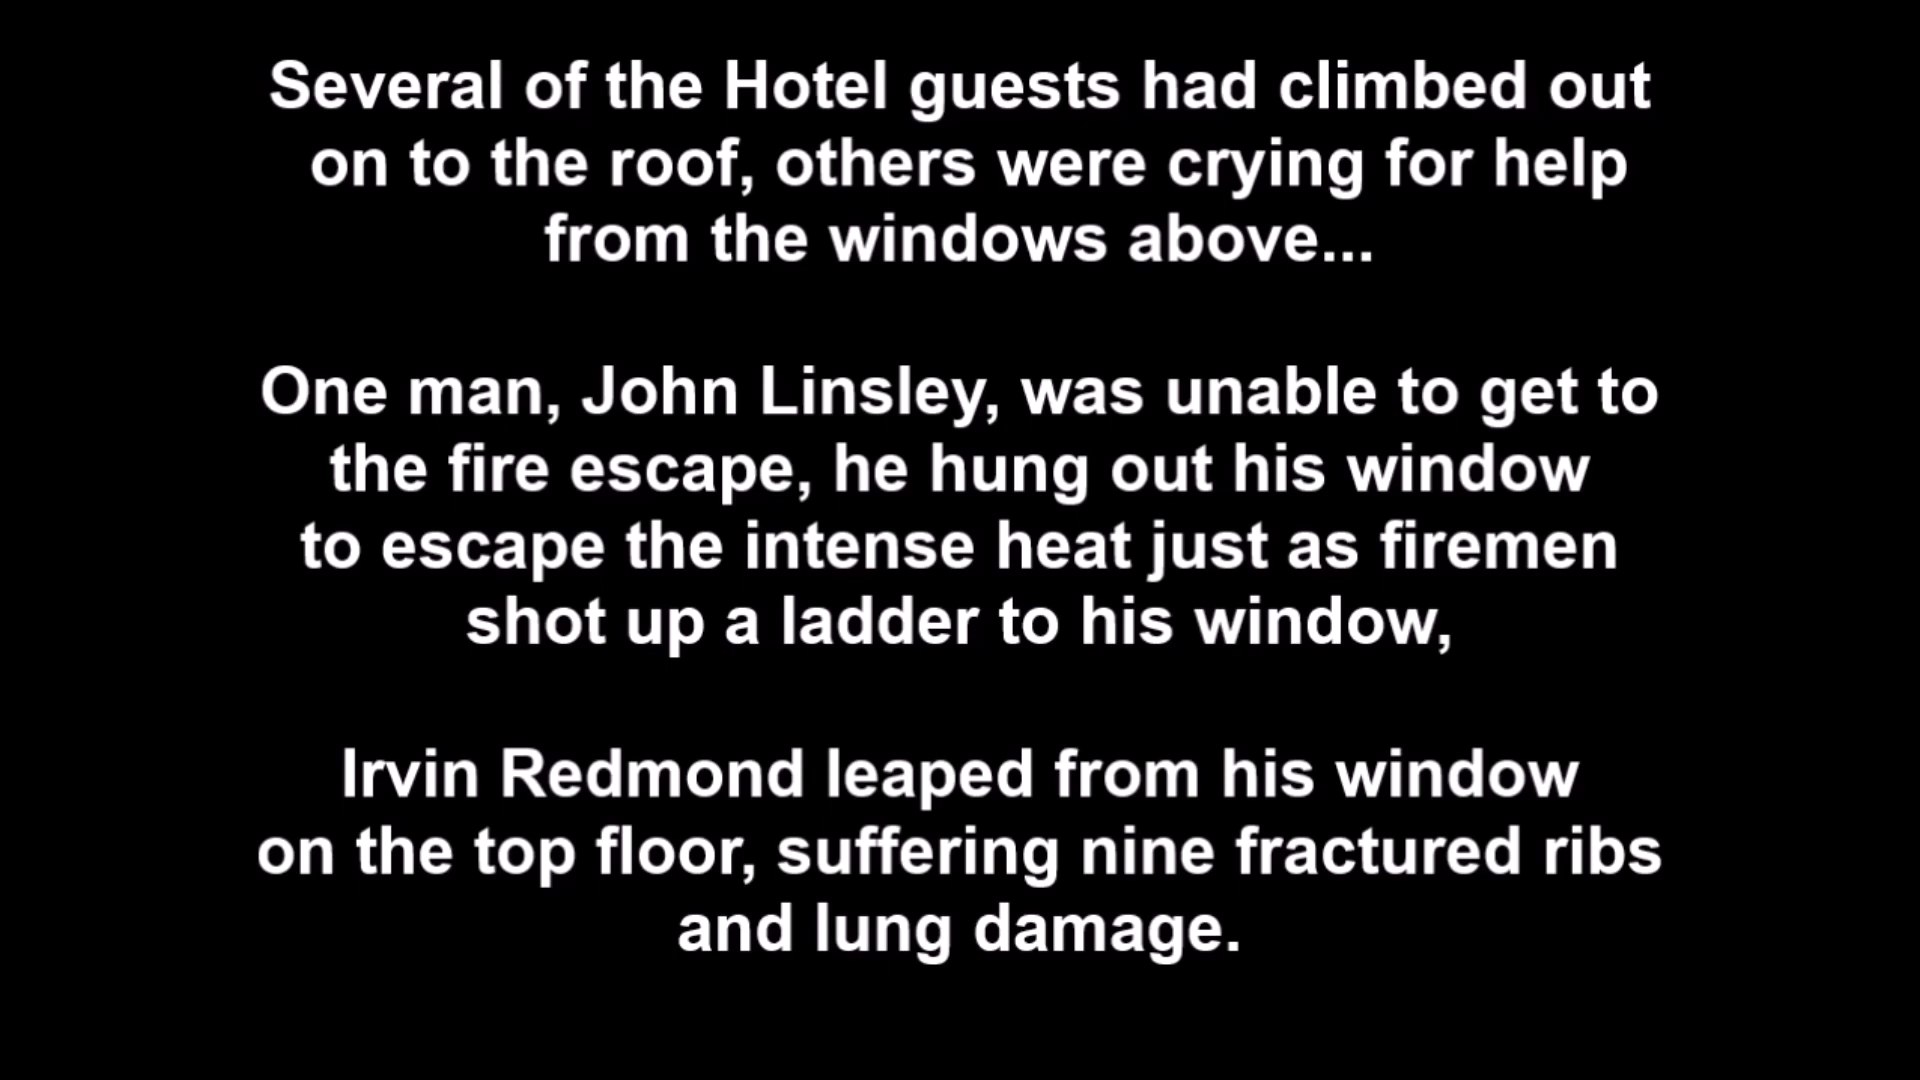 Several of the Hotel guests had climbed out
on to the roof, others were crying for help
from the windows above...
One man, John Linsley, was unable to get to
the fire escape, he hung out his window
to escape the intense heat just as firemen
shot up a ladder to his window,
Irvin Redmond leaped from his window
on the top floor, suffering nine fractured ribs
and lung damage.